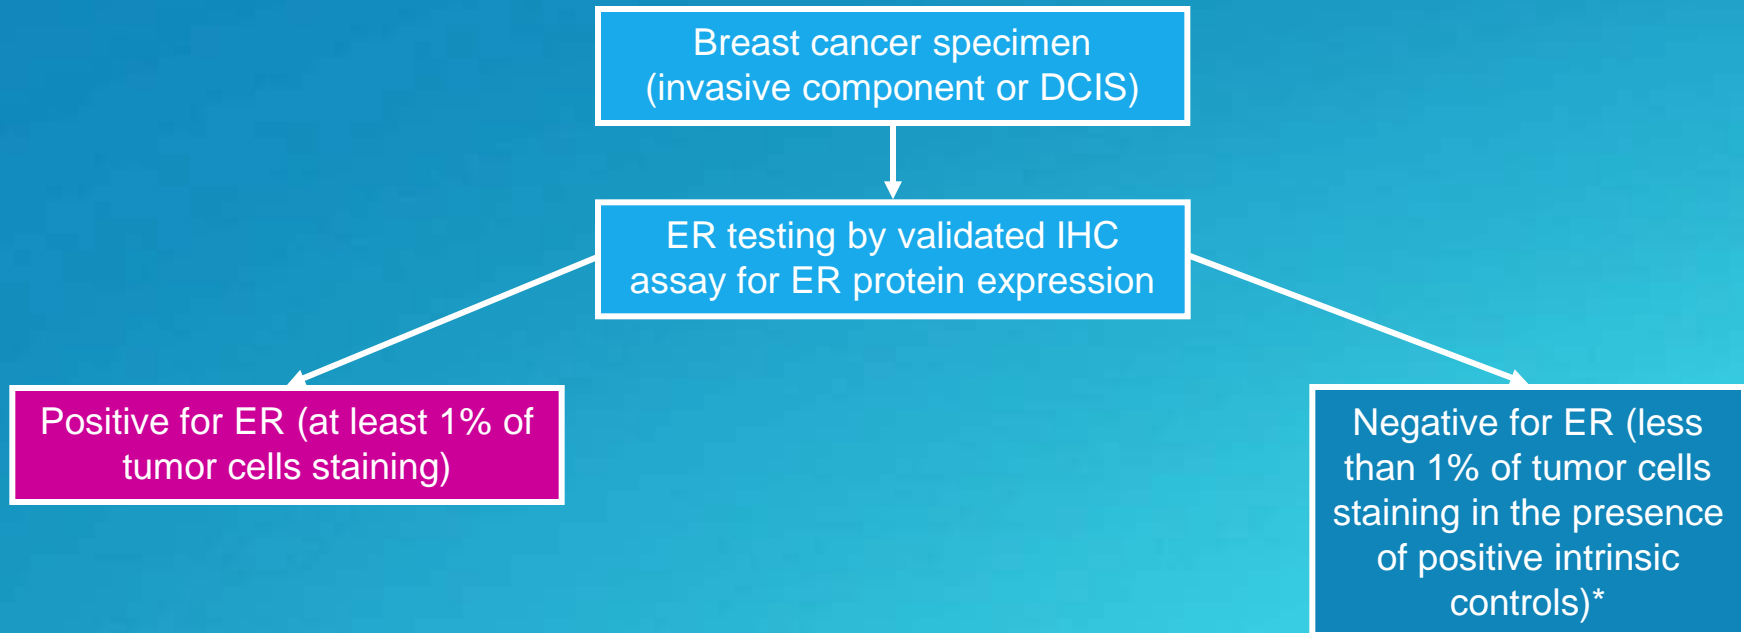 Breast cancer specimen
(invasive component or DCIS)
ER testing by validated IHC
assay for ER protein expression
Positive for ER (at least 1% of
tumor cells staining)
Negative for ER (less
than 1% of tumor cells
staining in the presence
of positive intrinsic
controls)*